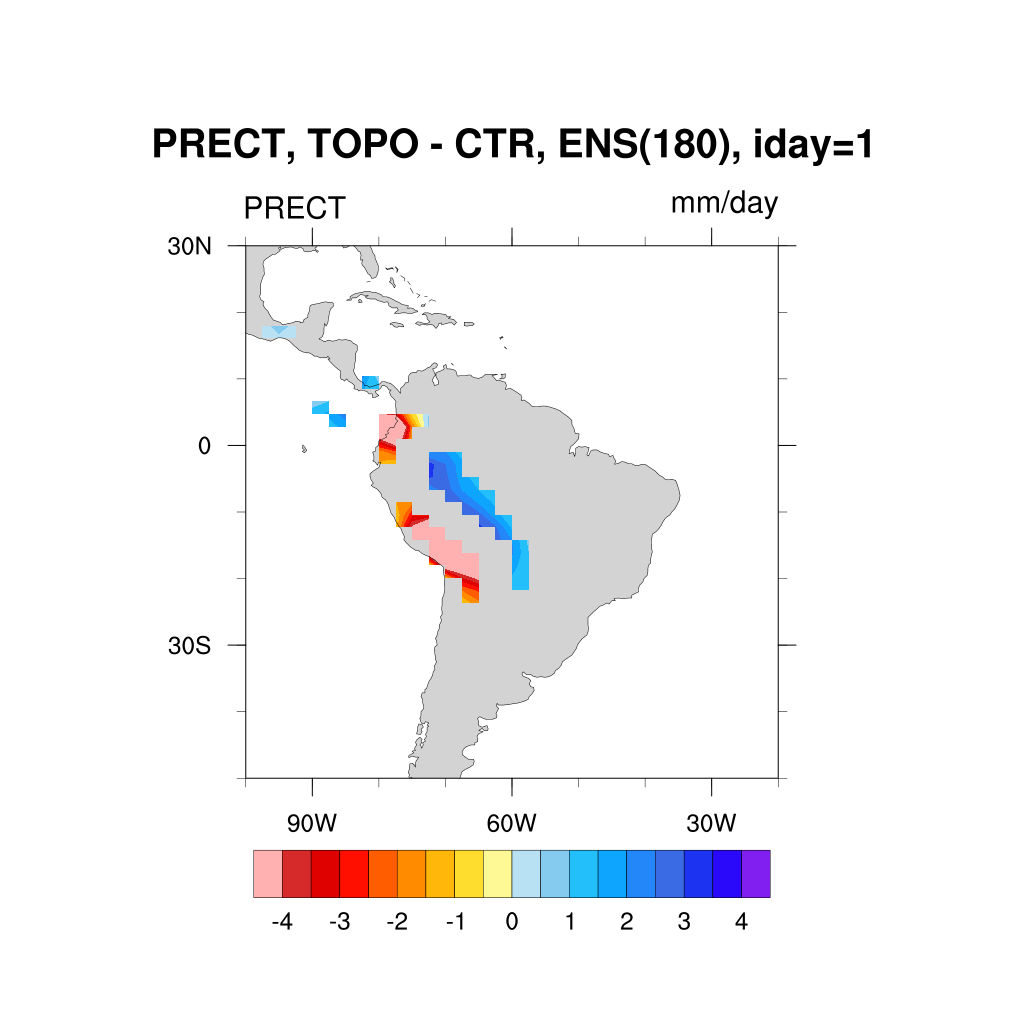 PRECT, TOPO - CTR, ENS(180), iday=1
PRECT mm/day
30N
0
30S
90W 60W 30W
-4 -3 -2 -1 0 1 2 3 4